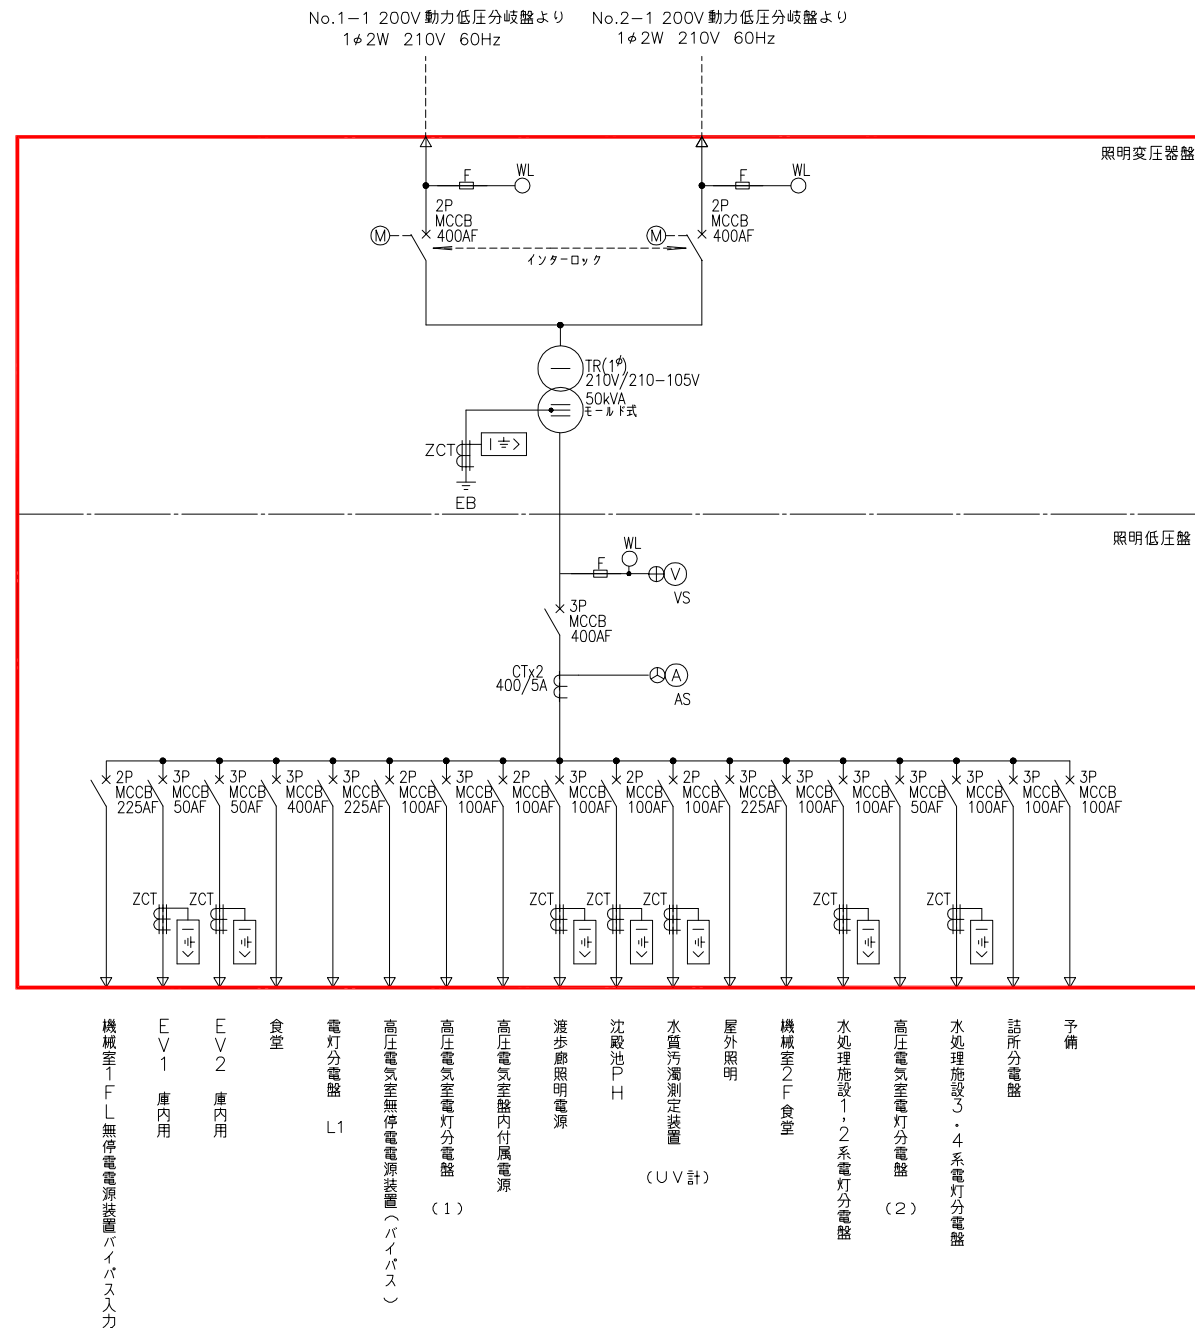 No.1-1 200V動力低圧分岐盤より
1φ2W 210V 60Hz
No.2-1 200V動力低圧分岐盤より
1φ2W 210V 60Hz
照明変圧器盤
F
WL
F
WL
2P
MCCB
400AF
2P
MCCB
400AF
M
M
インターロック
TR(1φ)
210V/210-105V
50kVA
モールド式
ZCT
EB
照明低圧盤
WL
F
V
VS
3P
MCCB
400AF
CTx2
400/5A
A
AS
2P
MCCB
225AF
3P
MCCB
50AF
3P
MCCB
50AF
3P
MCCB
400AF
3P
MCCB
225AF
2P
MCCB
100AF
3P
MCCB
100AF
2P
MCCB
100AF
3P
MCCB
100AF
2P
MCCB
100AF
2P
MCCB
100AF
3P
MCCB
225AF
3P
MCCB
100AF
3P
MCCB
100AF
3P
MCCB
50AF
3P
MCCB
100AF
3P
MCCB
100AF
3P
MCCB
100AF
ZCT
ZCT
ZCT
ZCT
ZCT
ZCT
ZCT
機械室1FL無停電電源装置バイパス入力
EV1 庫内用
EV2 庫内用
食堂
電灯分電盤 L1
高圧電気室無停電電源装置(バイパス)
高圧電気室電灯分電盤 (1)
高圧電気室盤内付属電源
渡歩廊照明電源
沈殿池PH
水質汚濁測定装置
(UV計)
屋外照明
機械室2F食堂
水処理施設1,2系電灯分電盤
高圧電気室電灯分電盤 (2)
水処理施設3・4系電灯分電盤
詰所分電盤
予備